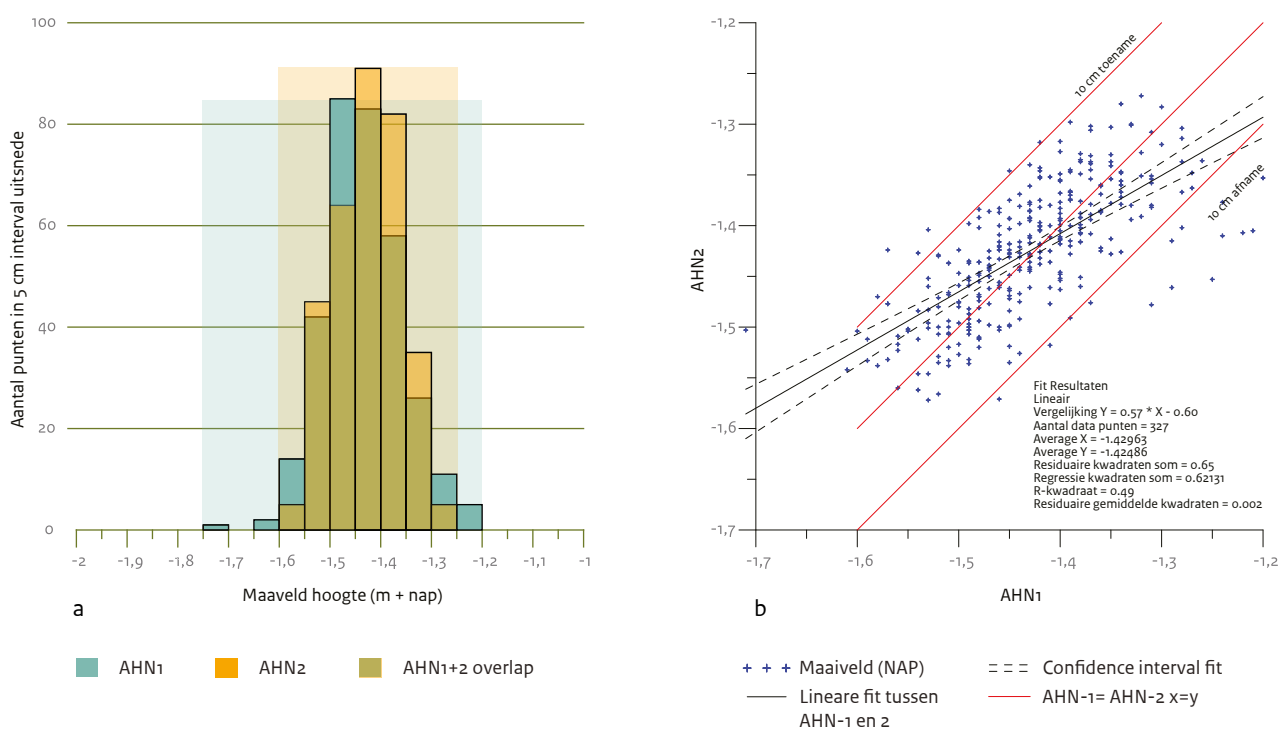 100
80
60
40
20
0
Aantal punten in 5 cm interval uitsnede
-2 -1,9 -1,8 -1,7 -1,6 -1,5 -1,4 -1,3 -1,2 -1,1 -1
Maaveld hoogte (m + nap)
a
AHN1 AHN2 AHN1+2 overlap
-1,2
-1,3
-1,4
-1,5
-1,6
-1,7
AHN2
10 cm toename
10 cm afname
Fit Resultaten
Lineair
Vergelijking Y = 0.57 * X - 0.60
Aantal data punten = 327
Average X = -1.42963
Average Y = -1.42486
Residuaire kwadraten som = 0.65
Regressie kwadraten som = 0.62131
R-kwadraat = 0.49
Residuaire gemiddelde kwadraten = 0.002
-1,7 -1,6 -1,5 -1,4 -1,3 -1,2
AHN1
b
Maaiveld (NAP) Confidence interval fit
Lineare fit tussen AHN-1= AHN-2 x=y
AHN-1 en 2